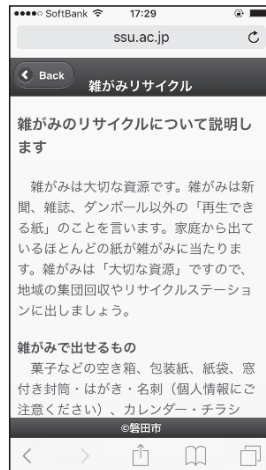 SoftBank 17:29
ssu.ac.jp
Back
雑がみリサイクル
雑がみのリサイクルについて説明し
ます
雑がみは大切な資源です。雑がみは新
聞、雑誌、ダンボール以外の「再生でき
る紙」のことを言います。家庭から出て
いるほとんどの紙が雑がみに当たりま
す。雑がみは「大切な資源」ですので、
地域の集団回収やリサイクルステーショ
ンに出しましょう。
雑がみで出せるもの
菓子などの空き箱、包装紙、紙袋、窓
付き封筒・はがき・名刺（個人情報にご
注意ください）、カレンダー・チラシ
©磐田市